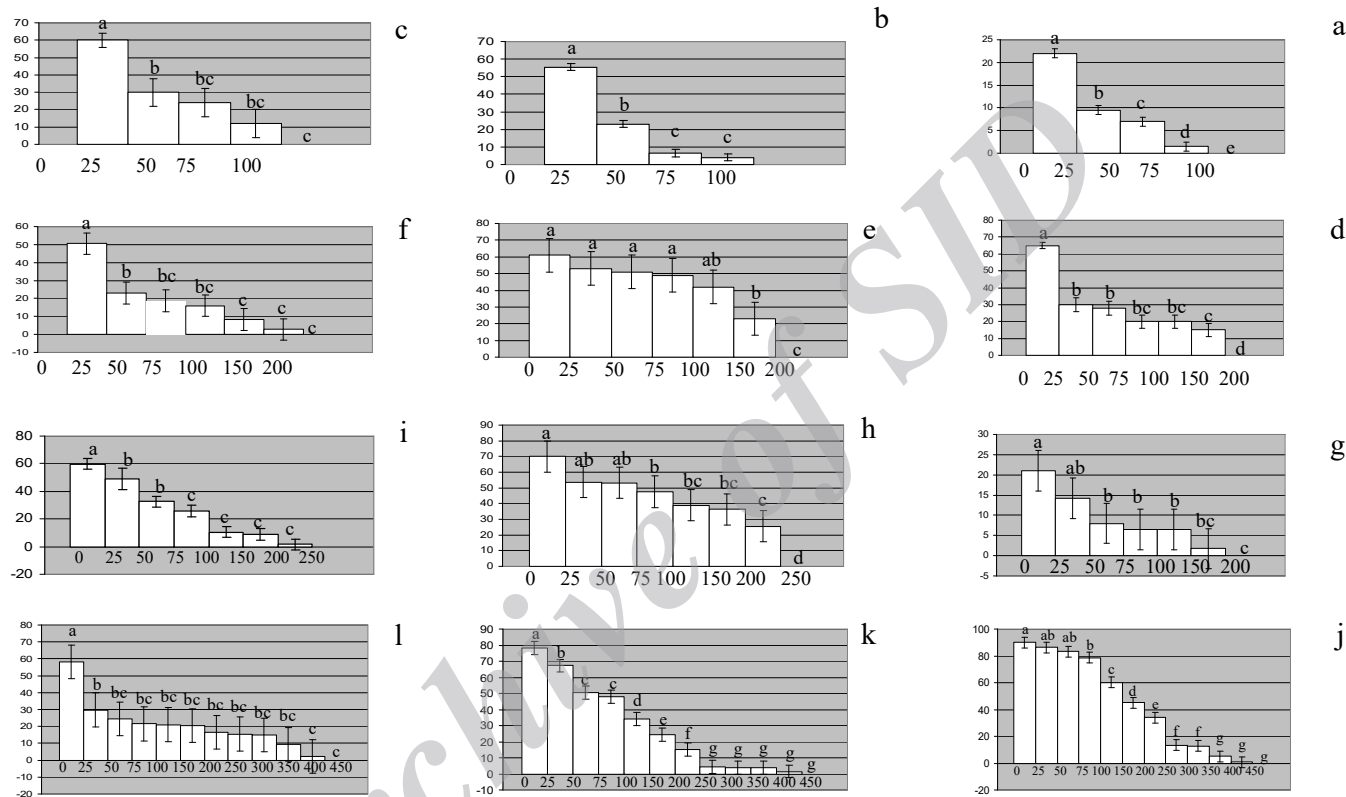 c
70
60
50
40
30
20
10
0
a
b
bc
bc
c
0 25 50 75 100
b
70
60
50
40
30
20
10
0
a
b
c
c
0 25 50 75 100
a
25
20
15
10
5
0
a
b
c
d
e
0 25 50 75 100
f
60
50
40
30
20
10
0
-10
a
b
bc
bc
c
c
c
0 25 50 75 100 150 200
e
80
70
60
50
40
30
20
10
0
a a a a ab
b
c
0 25 50 75 100 150 200
d
80
70
60
50
40
30
20
10
0
a
b b
bc bc c
d
0 25 50 75 100 150 200
i
80
60
40
20
0
-20
a
b
b
c
c
c
c
0 25 50 75 100 150 200 250
h
90
80
70
60
50
40
30
20
10
0
a
ab ab
b
bc bc
c
d
0 25 50 75 100 150 200 250
g
30
25
20
15
10
5
0
-5
a
ab
b b b
bc
c
0 25 50 75 100 150 200
l
80
70
60
50
40
30
20
10
0
-10
-20
a
b bc bc bc bc bc bc bc bc
c
c
0 25 50 75 100 150 200 250 300 350 400 450
k
90
80
70
60
50
40
30
20
10
0
-10
a
b
c c
d
e
f
g g g g g
0 25 50 75 100 150 200 250 300 350 400 450
j
100
80
60
40
20
0
-20
a ab ab b
c
d
e
f f
g g g
0 25 50 75 100 150 200 250 300 350 400 450
chive of SID